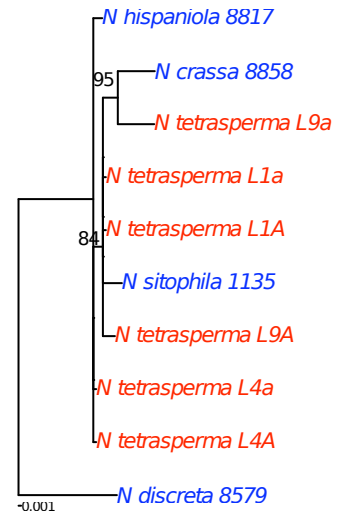 N hispaniola 8817
N crassa 8858
95
N tetrasperma L9a
N tetrasperma L1a
N tetrasperma L1A
84
N sitophila 1135
N tetrasperma L9A
N tetrasperma L4a
N tetrasperma L4A
N discreta 8579
-0.001